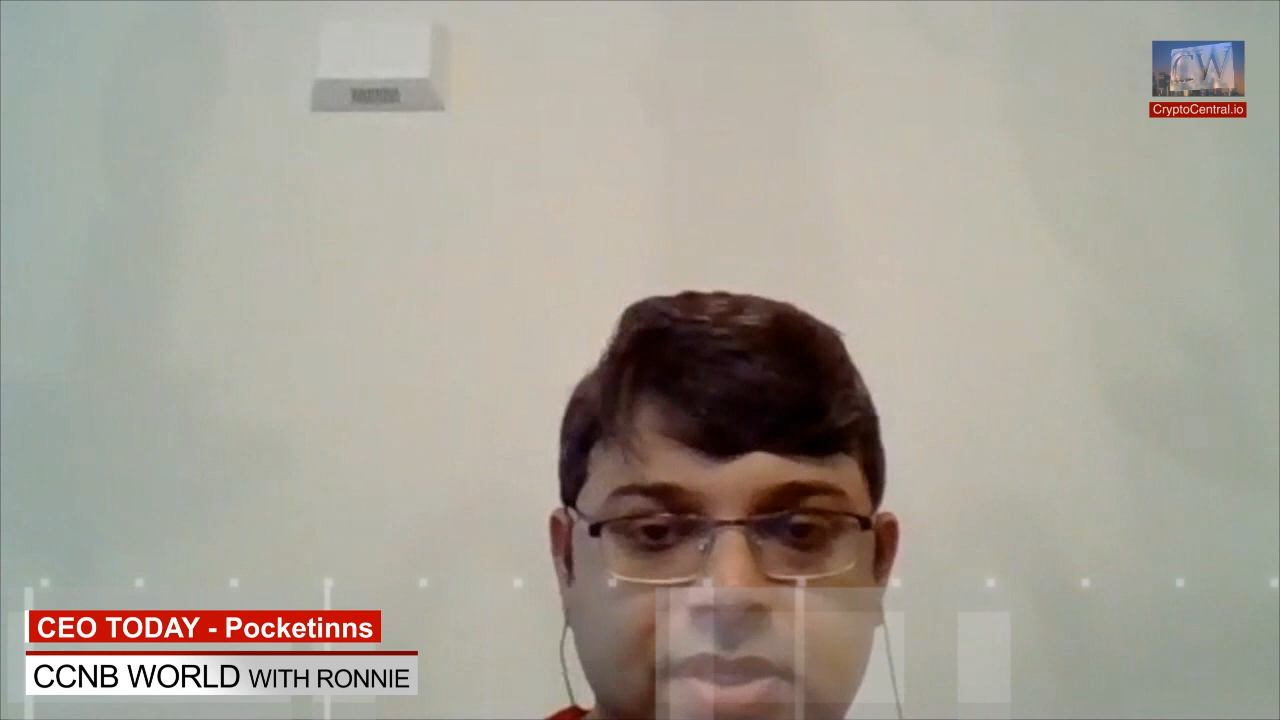 CW
CryptoCentral.io
CEO TODAY - Pocketinns
CCNB WORLD WITH RONNIE